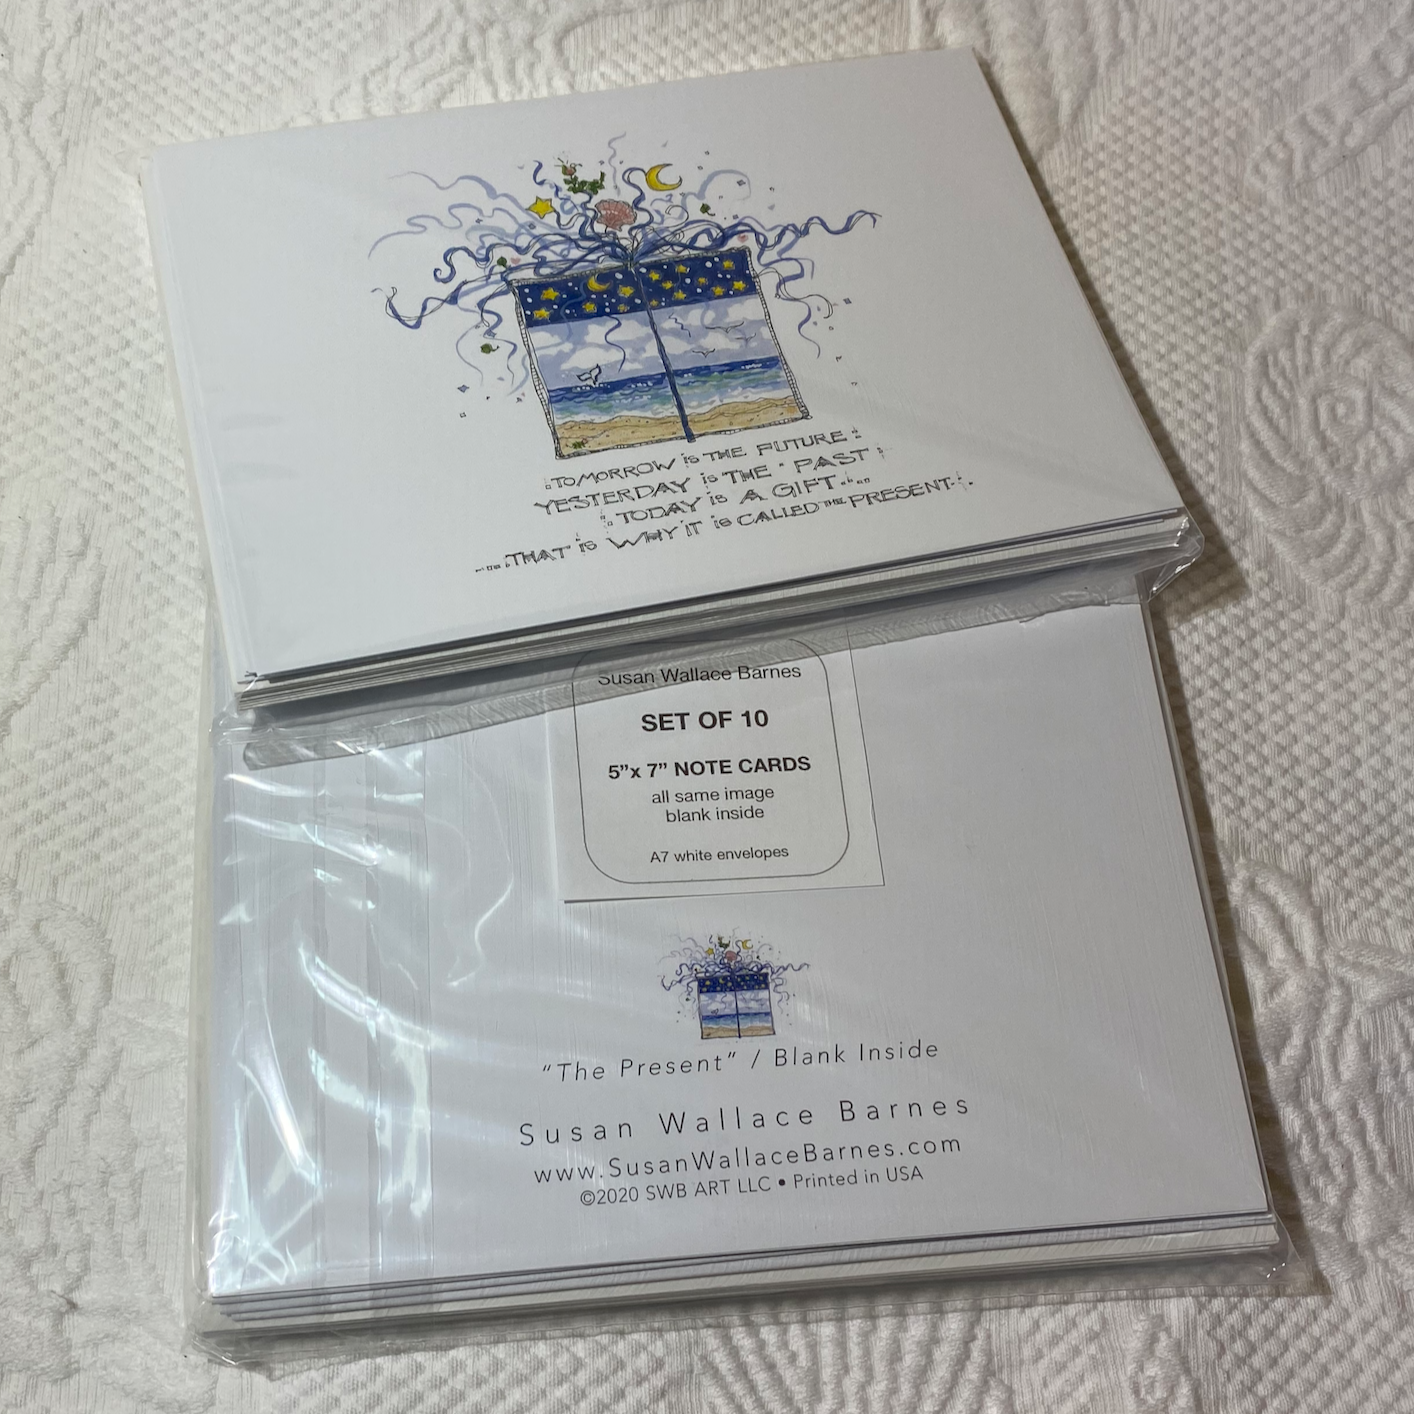 TOMORROW is THE FUTURE
YESTERDAY is THE PAST
TODAY is A GIFT....
....THAT is WHY iT is CALLED THE PRESENT...
Susan Wallace Barnes
SET OF 10
5”x 7” NOTE CARDS
all same image
blank inside
A7 white envelopes
“The Present” / Blank Inside
Susan Wallace Barnes
www.SusanWallaceBarnes.com
©2020 SWB ART LLC • Printed in USA